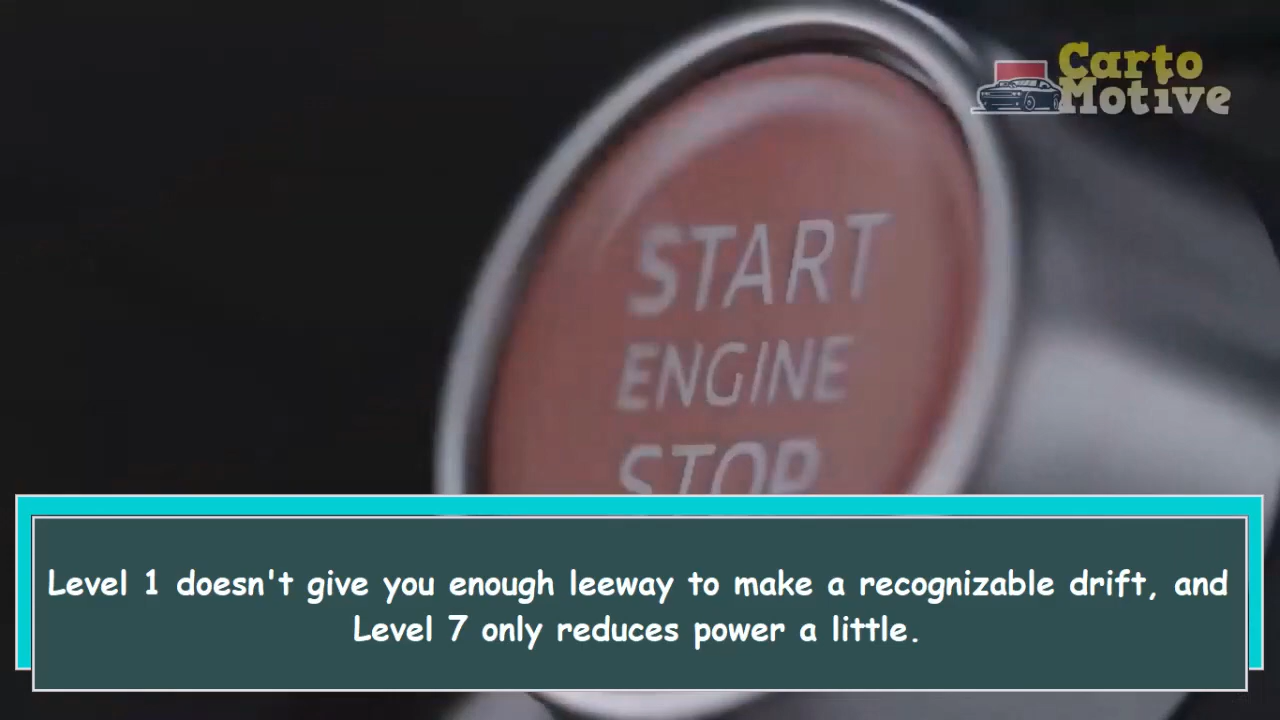 Carto
Motive
START
ENGINE
STOP
Level 1 doesn't give you enough leeway to make a recognizable drift, and
Level 7 only reduces power a little.